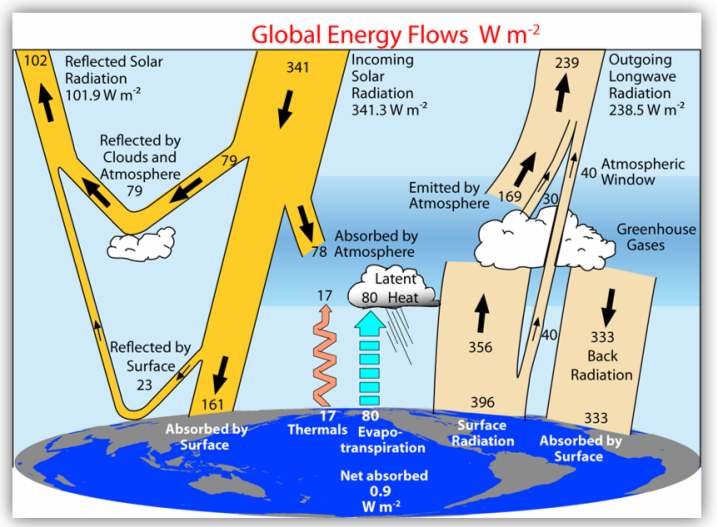 Global Energy Flows W m-2
102
Reflected Solar
Radiation
101.9 W m-2
341
Incoming
Solar
Radiation
341.3 W m-2
239
Outgoing
Longwave
Radiation
238.5 W m-2
Reflected by
Clouds and
Atmosphere
79
79
Emitted by
Atmosphere
169
30
40
Atmospheric
Window
Greenhouse
Gases
Absorbed by
78 Atmosphere
Latent
80 Heat
17
Reflected by
Surface
23
161
Absorbed by
Surface
17
Thermals
80
Evapo-
transpiration
356
396
Surface
Radiation
40
333
Back
Radiation
333
Absorbed by
Surface
Net absorbed
0.9
W m-2